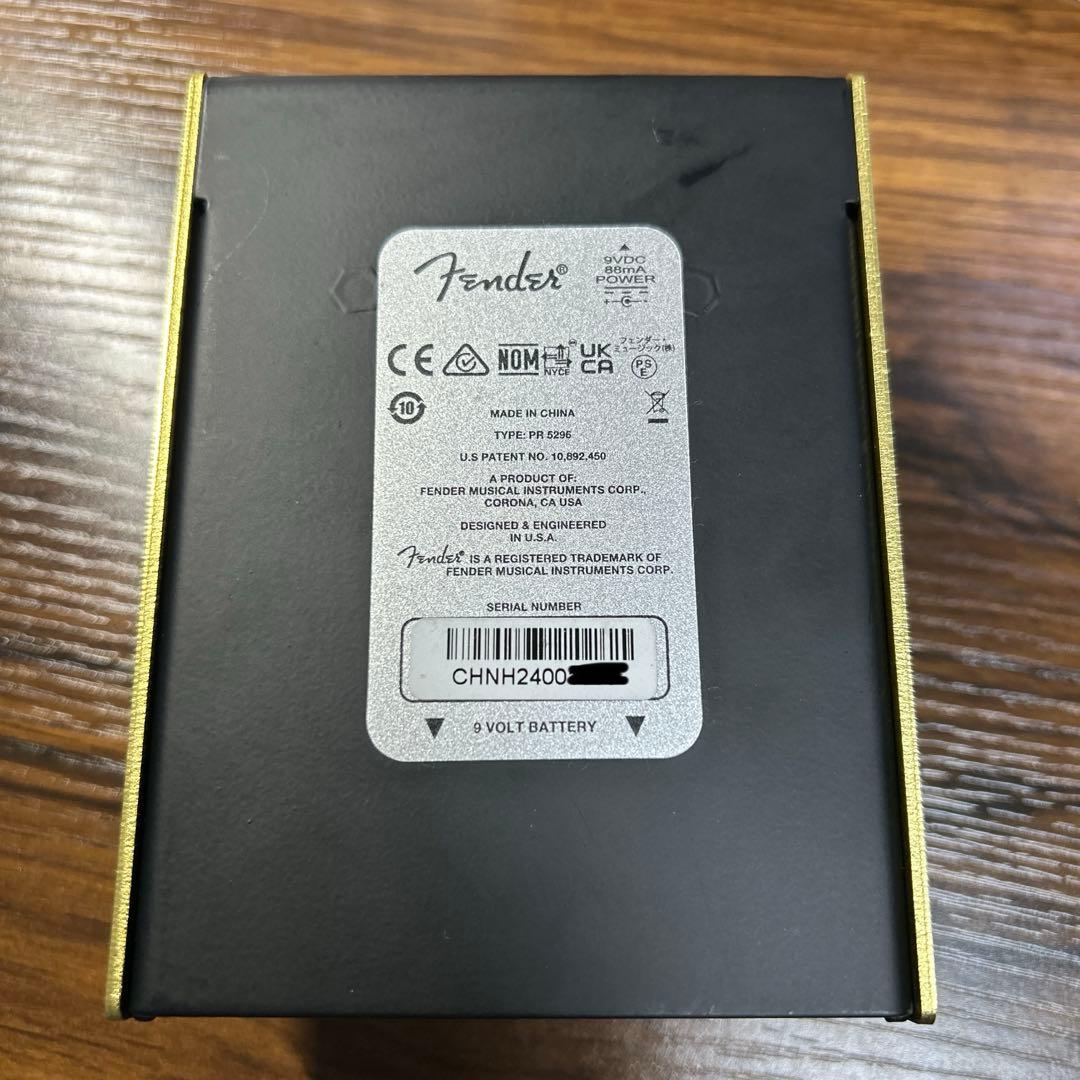 Fender®
9VDC
88mA
POWER
CE NOM NYCE UK
CA
フェンダー
ミュージック(株)
PS
E
10
MADE IN CHINA
TYPE: PR 5296
U.S PATENT NO. 10,892,450
A PRODUCT OF:
FENDER MUSICAL INSTRUMENTS CORP.,
CORONA, CA USA
DESIGNED & ENGINEERED
IN U.S.A.
Fender® IS A REGISTERED TRADEMARK OF
FENDER MUSICAL INSTRUMENTS CORP.
SERIAL NUMBER
CHNH2400
9 VOLT BATTERY